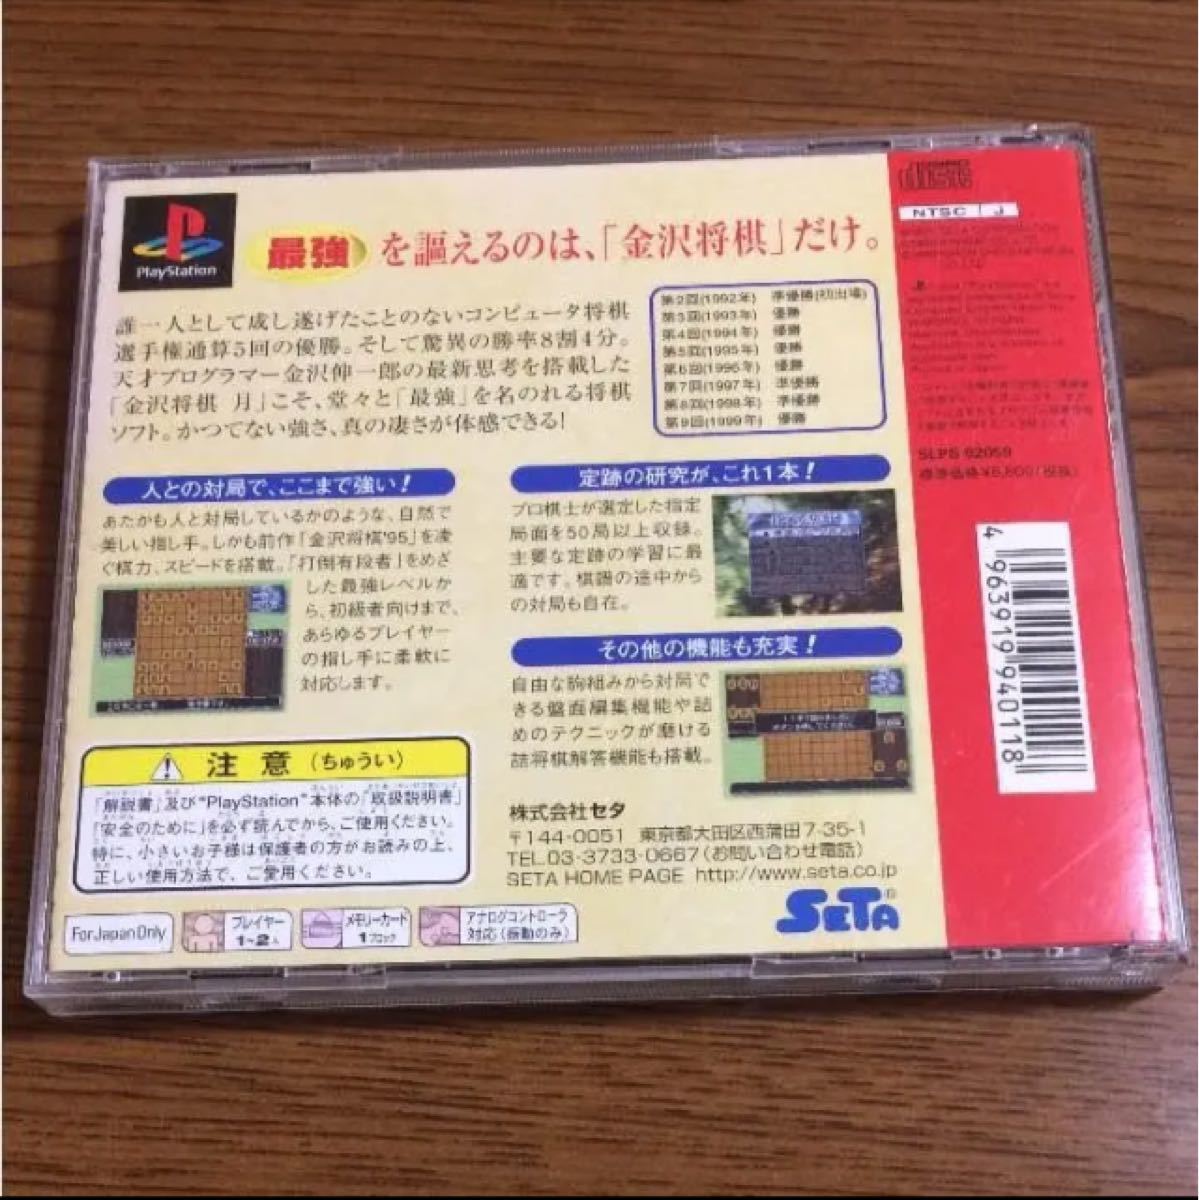 PlayStation
最強を謳えるのは、「金沢将棋」だけ。
誰一人として成し遂げたことのないコンピュータ将棋
選手権通算5回の優勝。そして驚異の勝率8割4分。
天才プログラマー金沢伸一郎の最新思考を搭載した
「金沢将棋 月」こそ、堂々と「最強」を名のれる将棋
ソフト。かつてない強さ、真の凄さが体感できる!
第2回(1992年) 準優勝(初出場)
第3回(1993年) 優勝
第4回(1994年) 優勝
第5回(1995年) 優勝
第6回(1996年) 優勝
第7回(1997年) 準優勝
第8回(1998年) 準優勝
第9回(1999年) 優勝
人との対局で、ここまで強い!
あたかも人と対局しているかのような、自然で
美しい指し手。しかも前作「金沢将棋'95」を凌
ぐ棋力、スピードを搭載。「打倒有段者」をめざ
した最強レベルか
ら、初級者向けまで、
あらゆるプレイヤー
の指し手に柔軟に
対応します。
定跡の研究が、これ1本!
プロ棋士が選定した指定
局面を50局以上収録。
主要な定跡の学習に最
適です。棋譜の途中から
の対局も自在。
その他の機能も充実!
自由な駒組みから対局で
きる盤面編集機能や詰
めのテクニックが磨ける
詰将棋解答機能も搭載。
注意(ちゅうい)
「解説書」及び"PlayStation"本体の「取扱説明書」
「安全のために」を必ず読んでから、ご使用ください。
特に、小さいお子様は保護者の方がお読みの上、
正しい使用方法で、ご愛用ください。
株式会社セタ
〒144-0051 東京都大田区西蒲田7-35-1
TEL.03-3733-0667(お問い合わせ電話)
SETA HOME PAGE http://www.seta.co.jp
SETA
For Japan Only
プレイヤー
1~2人
メモリーカード
1ブロック
アナログコントローラ
対応(振動のみ)
disc
NTSC J
SLPS 02059
標準価格¥6,800(税抜)
4 963919 940118